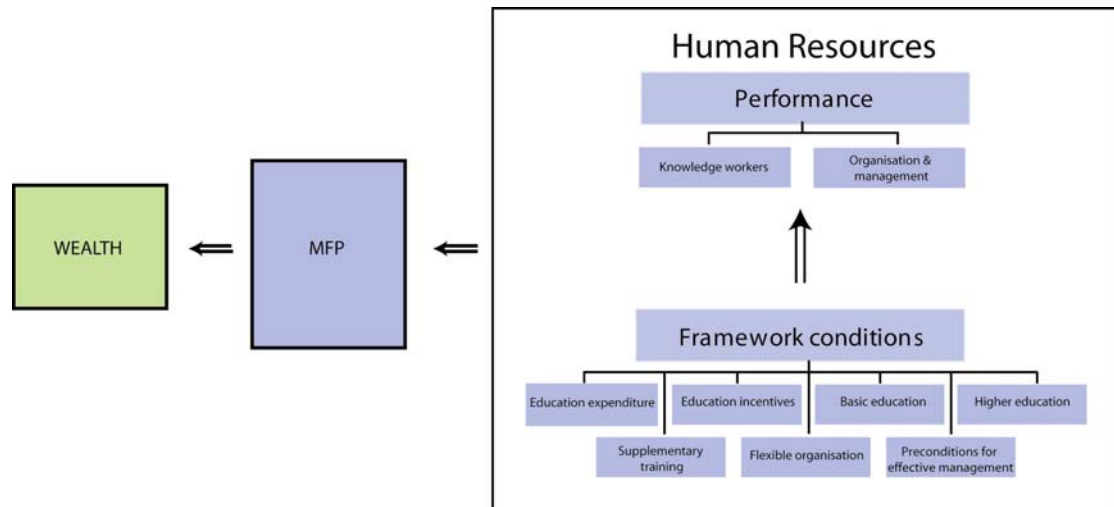 Human Resources
Performance
Knowledge workers
Organisation &
management
WEALTH
MFP
Framework conditions
Education expenditure
Education incentives
Basic education
Higher education
Supplementary
training
Flexible organisation
Preconditions for
effective management